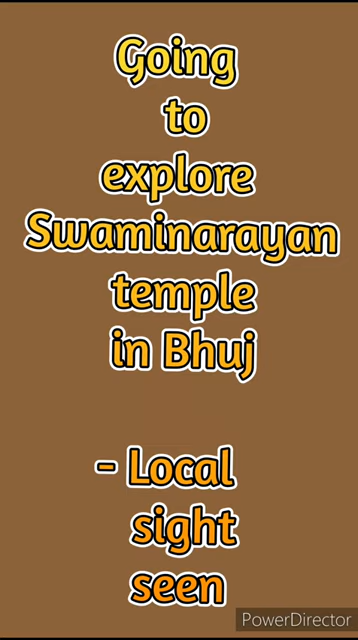 Going
to
explore
Swaminarayan
temple
in Bhuj
- Local
sight
seen
PowerDirector